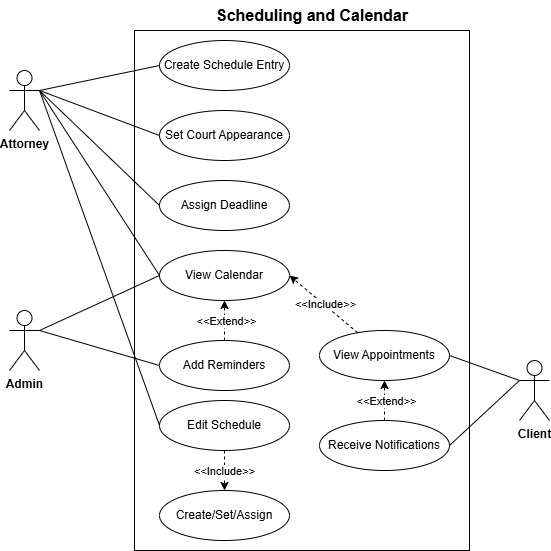 Scheduling and Calendar
Create Schedule Entry
Attorney
Set Court Appearance
Assign Deadline
View Calendar
<<Include>>
<<Extend>>
Admin
Add Reminders
View Appointments
<<Extend>>
Client
Edit Schedule
Receive Notifications
<<Include>>
Create/Set/Assign